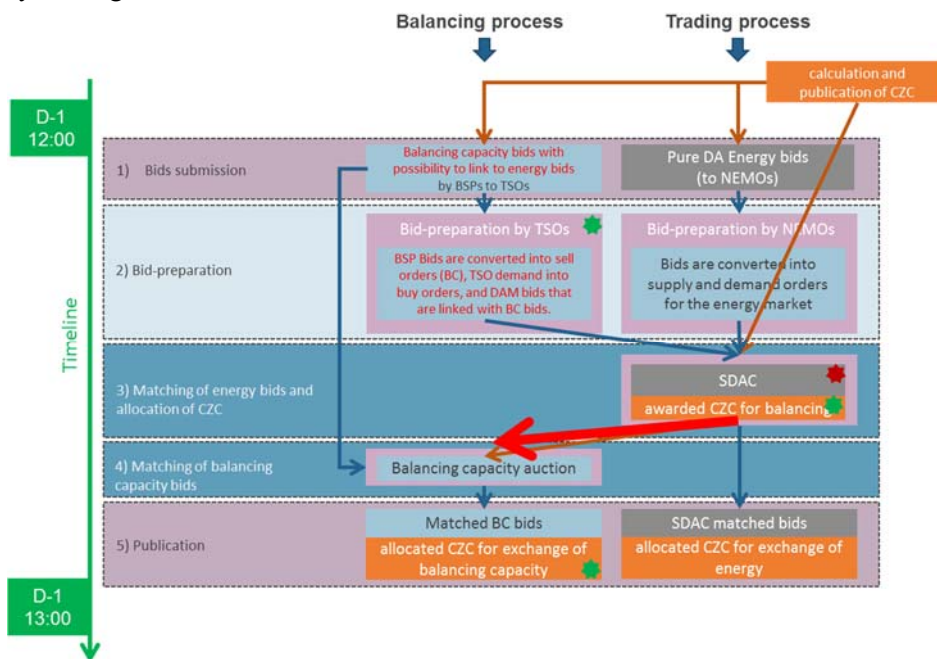 Balancing process
Trading process
calculation and
publication of CZC
D-1
12:00
1) Bids submission
Balancing capacity bids with
possibility to link to energy bids
by BSPs to TSOs
Pure DA Energy bids
(to NEMOs)
2) Bid-preparation
Bid-preparation by TSOs
BSP Bids are converted into sell
orders (BC), TSO demand into
buy orders, and DAM bids that
are linked with BC bids.
Bid-preparation by NEMOs
Bids are converted into
supply and demand orders
for the energy market
Timeline
3) Matching of energy bids and
allocation of CZC
SDAC
awarded CZC for balancing
4) Matching of balancing
capacity bids
Balancing capacity auction
5) Publication
Matched BC bids
allocated CZC for exchange of
balancing capacity
SDAC matched bids
allocated CZC for exchange of
energy
D-1
13:00